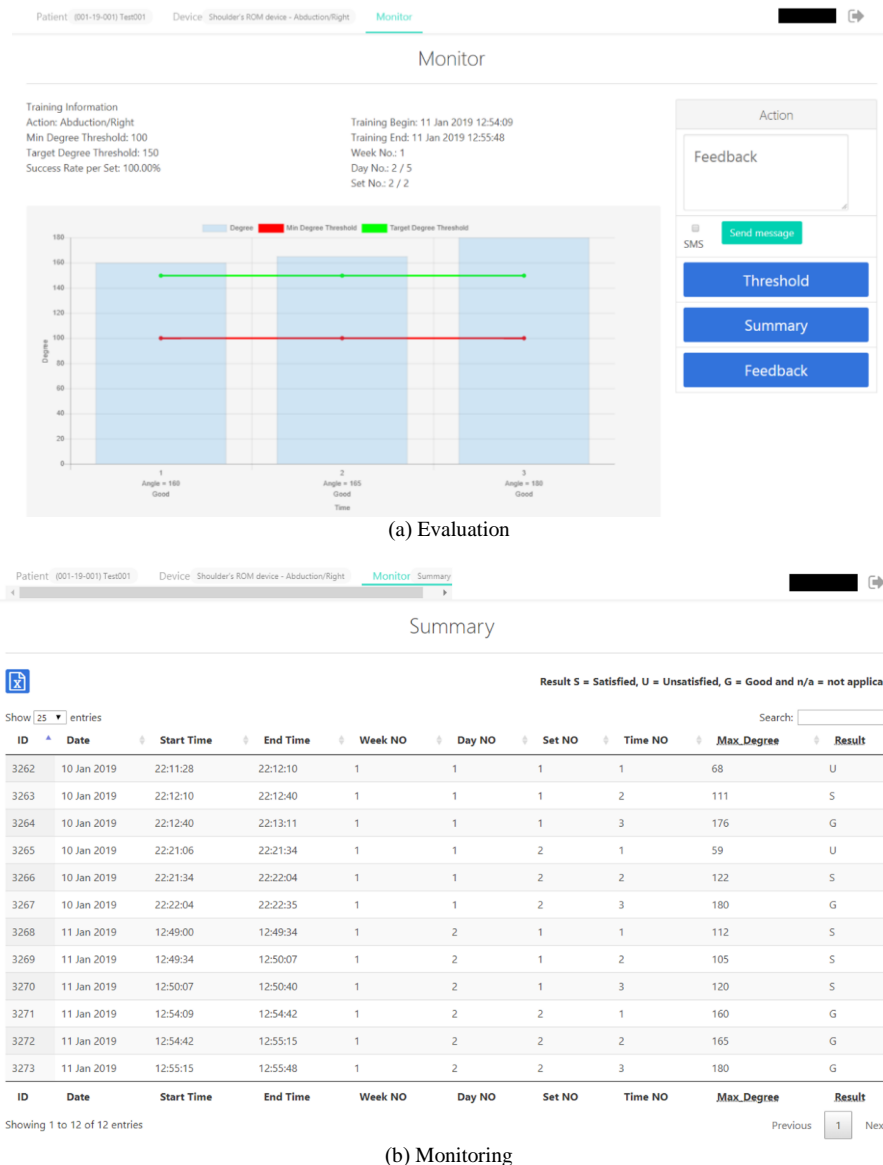 Patient (001-19-001) Test001 Device Shoulder's ROM device - Abduction/Right Monitor
Monitor
Training Information
Action: Abduction/Right
Min Degree Threshold: 100
Target Degree Threshold: 150
Success Rate per Set: 100.00%
Training Begin: 11 Jan 2019 12:54:09
Training End: 11 Jan 2019 12:55:48
Week No.: 1
Day No.: 2 / 5
Set No.: 2 / 2
Action
Feedback
SMS
Send message
Threshold
Summary
Feedback
Degree Min Degree Threshold Target Degree Threshold
180
160
140
120
100
80
60
40
20
0
Degree
1 2 3
Angle = 160 Angle = 165 Angle = 180
Good Good Good
Time
(a) Evaluation
Patient (001-19-001) Test001 Device Shoulder's ROM device - Abduction/Right Monitor Summary
Summary
Result S = Satisfied, U = Unsatisfied, G = Good and n/a = not applica
Show 25 entries Search:
ID Date Start Time End Time Week NO Day NO Set NO Time NO Max_Degree Result
3262 10 Jan 2019 22:11:28 22:12:10 1 1 1 1 68 U
3263 10 Jan 2019 22:12:10 22:12:40 1 1 1 2 111 S
3264 10 Jan 2019 22:12:40 22:13:11 1 1 1 3 176 G
3265 10 Jan 2019 22:21:06 22:21:34 1 1 2 1 59 U
3266 10 Jan 2019 22:21:34 22:22:04 1 1 2 2 122 S
3267 10 Jan 2019 22:22:04 22:22:35 1 1 2 3 180 G
3268 11 Jan 2019 12:49:00 12:49:34 1 2 1 1 112 S
3269 11 Jan 2019 12:49:34 12:50:07 1 2 1 2 105 S
3270 11 Jan 2019 12:50:07 12:50:40 1 2 1 3 120 S
3271 11 Jan 2019 12:54:09 12:54:42 1 2 2 1 160 G
3272 11 Jan 2019 12:54:42 12:55:15 1 2 2 2 165 G
3273 11 Jan 2019 12:55:15 12:55:48 1 2 2 3 180 G
ID Date Start Time End Time Week NO Day NO Set NO Time NO Max_Degree Result
Showing 1 to 12 of 12 entries Previous 1 Nex
(b) Monitoring